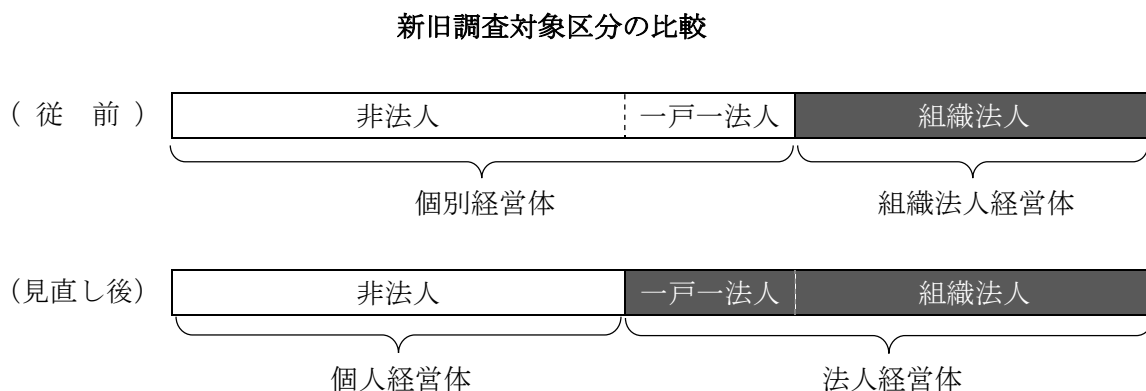 新旧調査対象区分の比較
(従 前) 非法人 一戸一法人 組織法人
個別経営体 組織法人経営体
(見直し後) 非法人 一戸一法人 組織法人
個人経営体 法人経営体